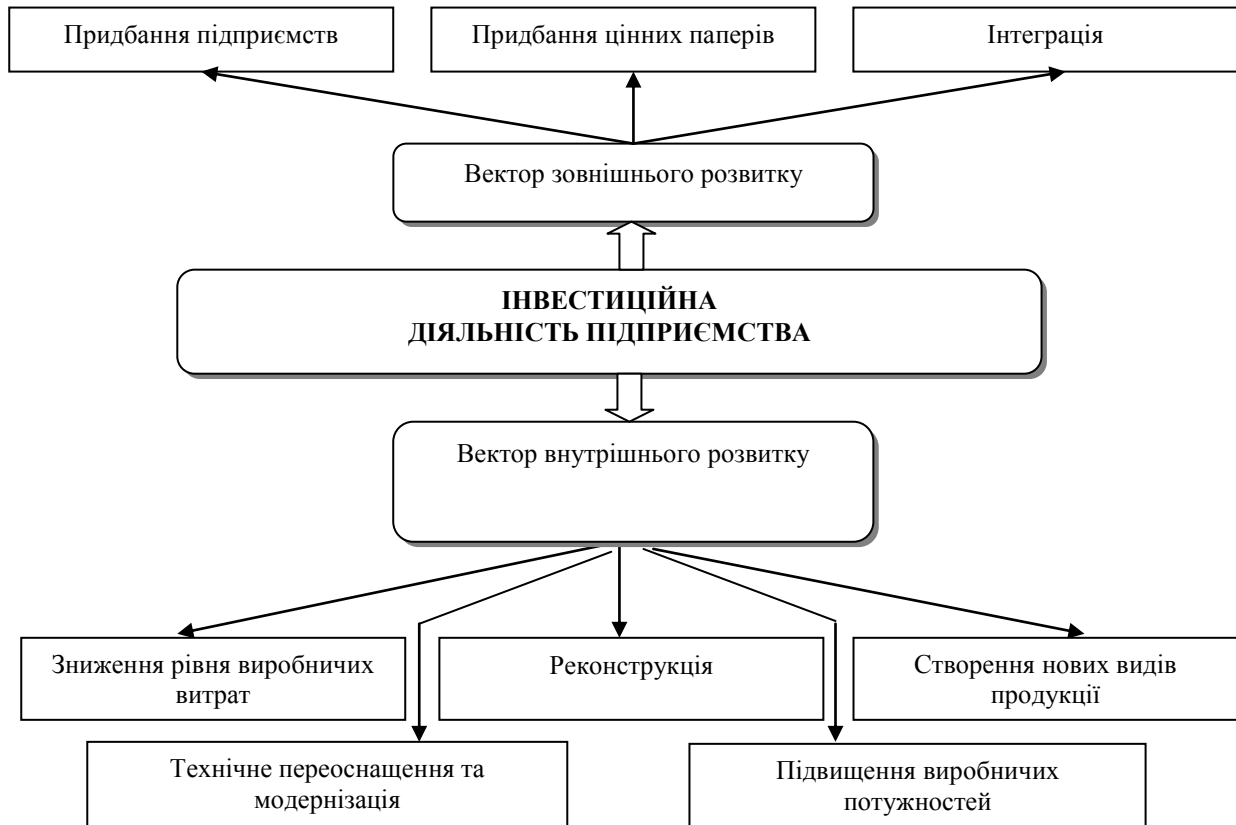 Придбання підприємств
Придбання цінних паперів
Інтеграція
Вектор зовнішнього розвитку
ІНВЕСТИЦІЙНА
ДІЯЛЬНІСТЬ ПІДПРИЄМСТВА
Вектор внутрішнього розвитку
Зниження рівня виробничих
витрат
Реконструкція
Створення нових видів
продукції
Технічне переоснащення та
модернізація
Підвищення виробничих
потужностей